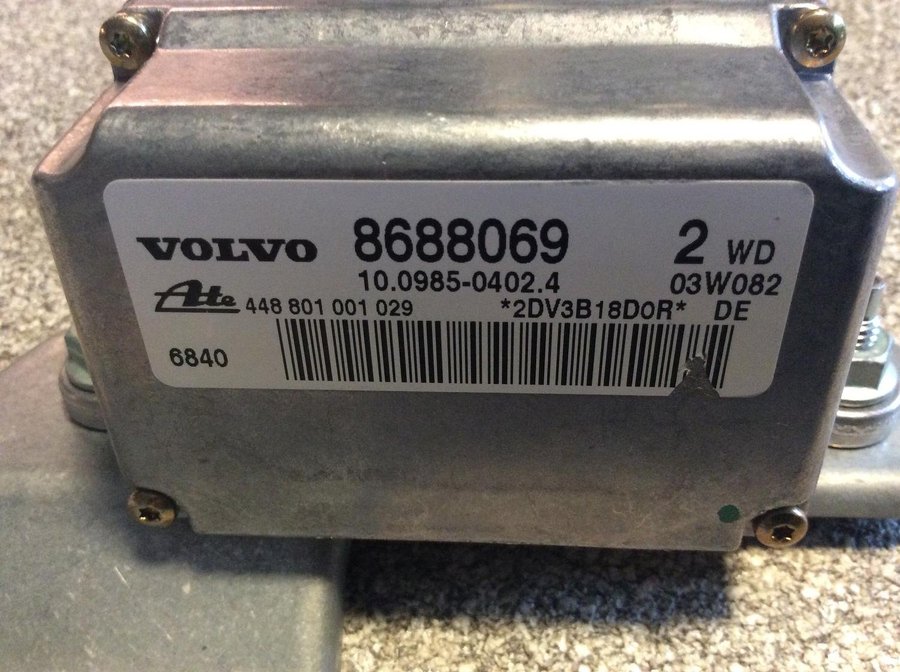 VOLVO 8688069 2 WD
10.0985-0402.4 03W082
Ate 448 801 001 029 *2DV3B18D0R* DE
6840